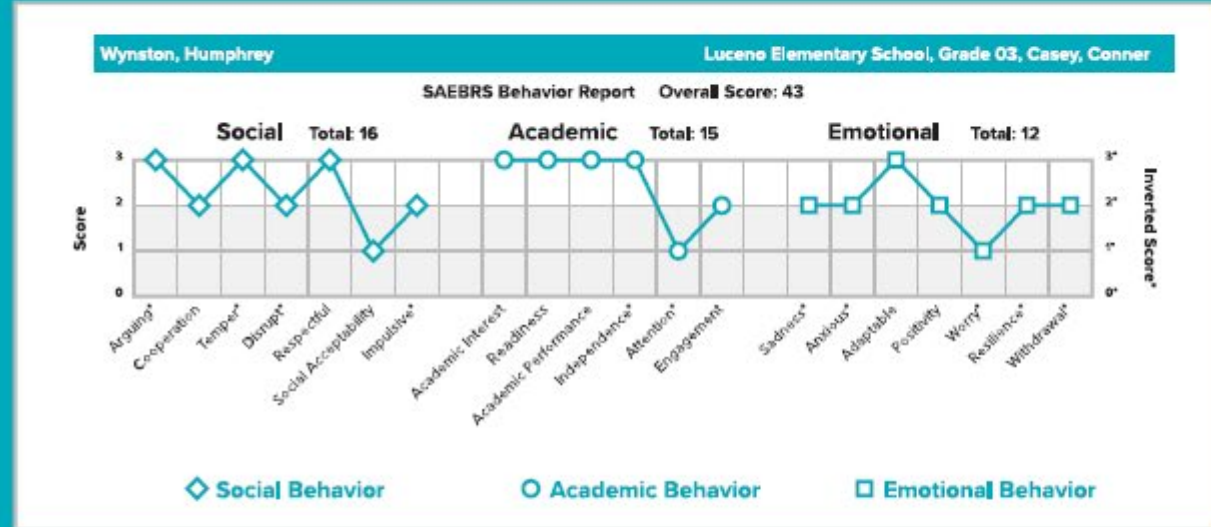 Wynston, Humphrey
Luceno Elementary School, Grade 03, Casey, Conner
SAEBRS Behavior Report Overall Score: 43
Social Total: 16
Academic Total: 15
Emotional Total: 12
Score
3
2
1
0
3*
2*
1*
0*
Inverted Score*
Arguing*
Cooperation
Temper*
Disrupt*
Respectful
Social Acceptability
Impulsive*
Academic Interest
Readiness
Academic Performance
Independence*
Attention*
Engagement
Sadness*
Anxious*
Adaptable
Positivity
Worry*
Resilience*
Withdrawal*
Social Behavior
Academic Behavior
Emotional Behavior